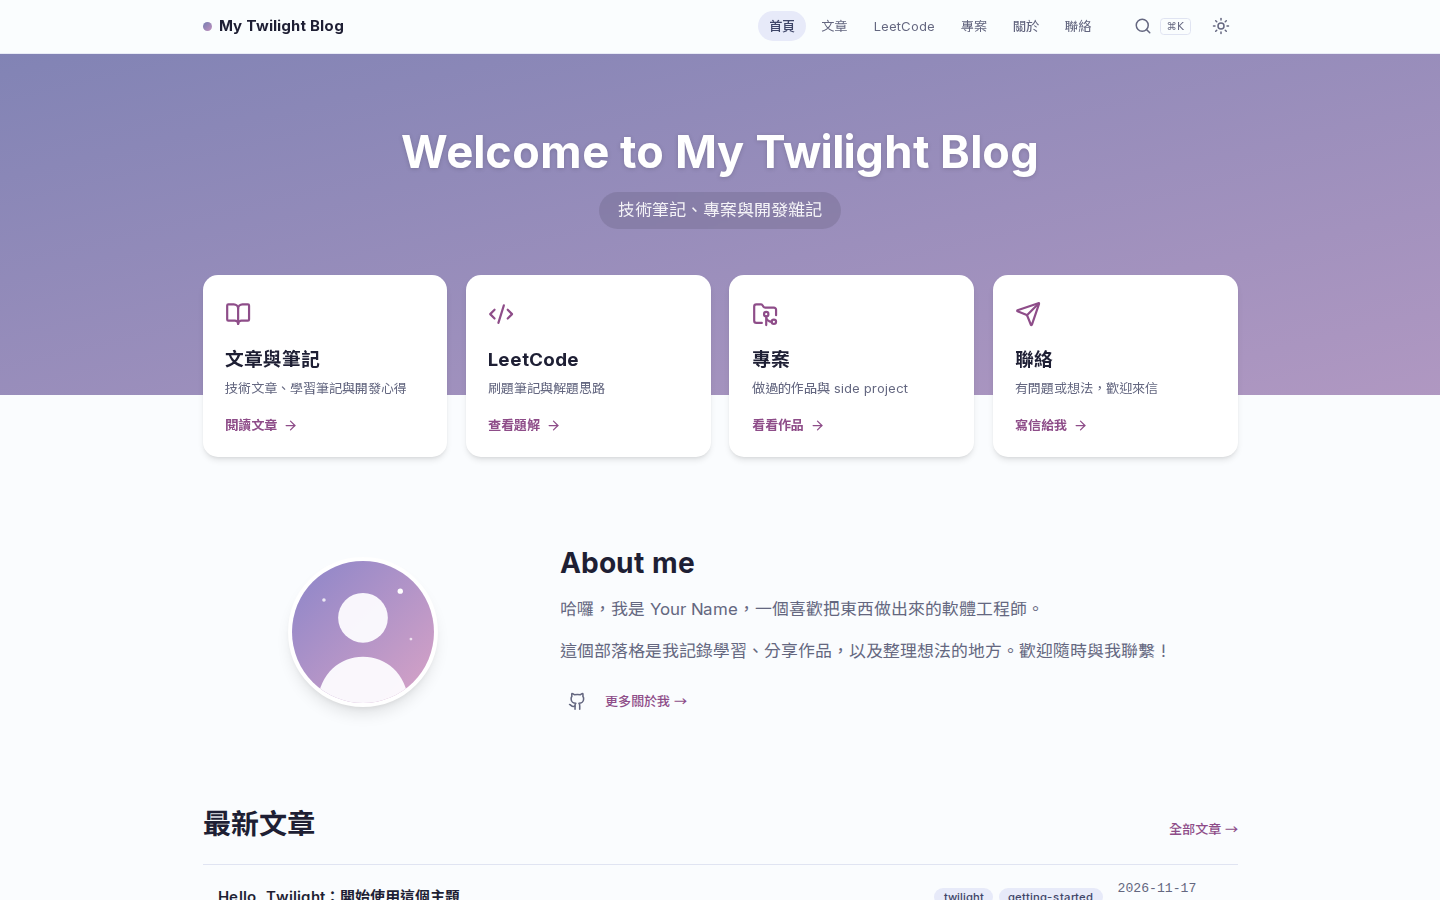 My Twilight Blog
首頁 文章 LeetCode 專案 關於 聯絡 ⌘K
Welcome to My Twilight Blog
技術筆記、專案與開發雜記
文章與筆記
技術文章、學習筆記與開發心得
閱讀文章 →
LeetCode
刷題筆記與解題思路
查看題解 →
專案
做過的作品與 side project
看看作品 →
聯絡
有問題或想法，歡迎來信
寫信給我 →
About me
哈囉，我是 Your Name，一個喜歡把東西做出來的軟體工程師。
這個部落格是我記錄學習、分享作品，以及整理想法的地方。歡迎隨時與我聯繫！
更多關於我 →
最新文章
全部文章 →
Hello, Twilight：開始使用這個主題
twilight getting-started 2026-11-17